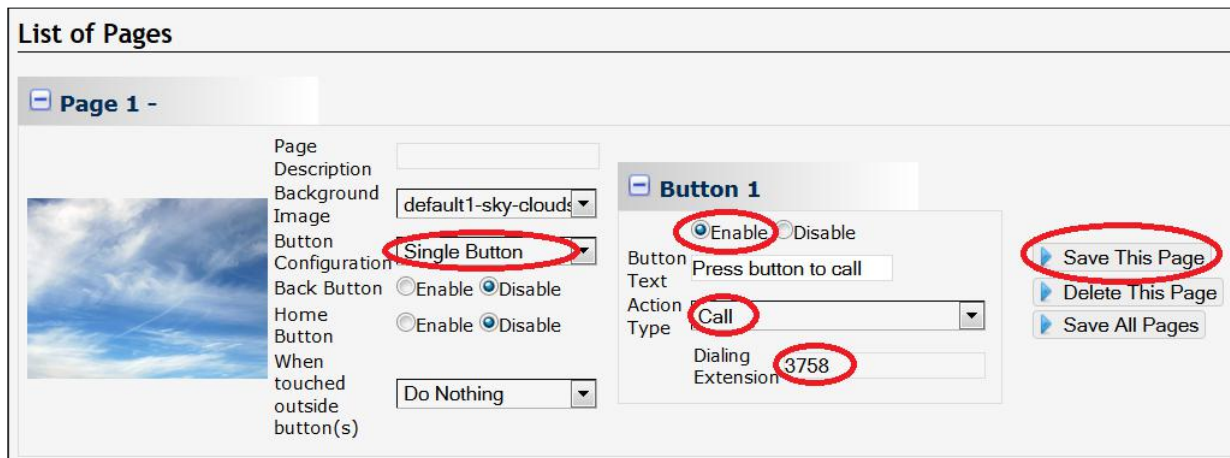 List of Pages
Page 1 -
Page
Description
Background
Image
default1-sky-clouds
Button
Configuration
Single Button
Back Button
Enable Disable
Home
Button
Enable Disable
When
touched
outside
button(s)
Do Nothing
Button 1
Enable Disable
Button
Text
Press button to call
Action
Type
Call
Dialing
Extension
3758
Save This Page
Delete This Page
Save All Pages